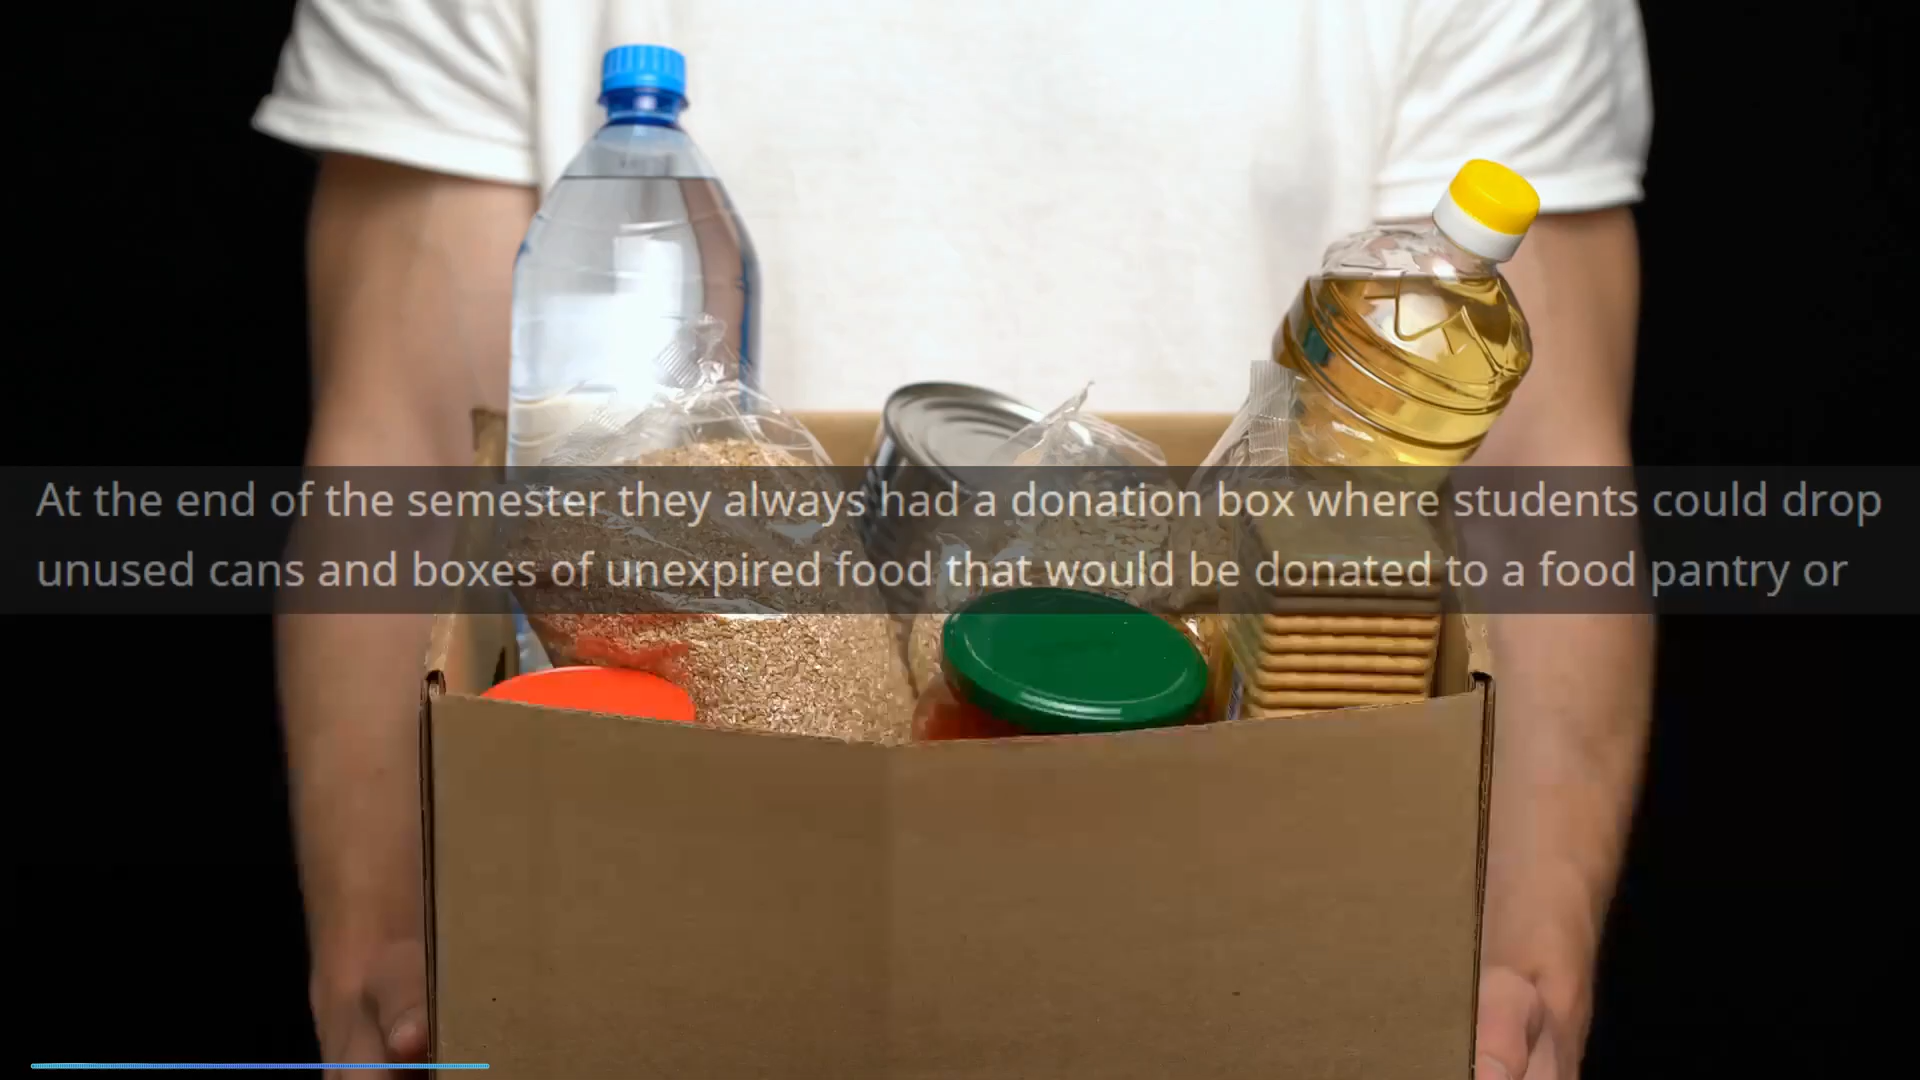 At the end of the semester they always had a donation box where students could drop
unused cans and boxes of unexpired food that would be donated to a food pantry or